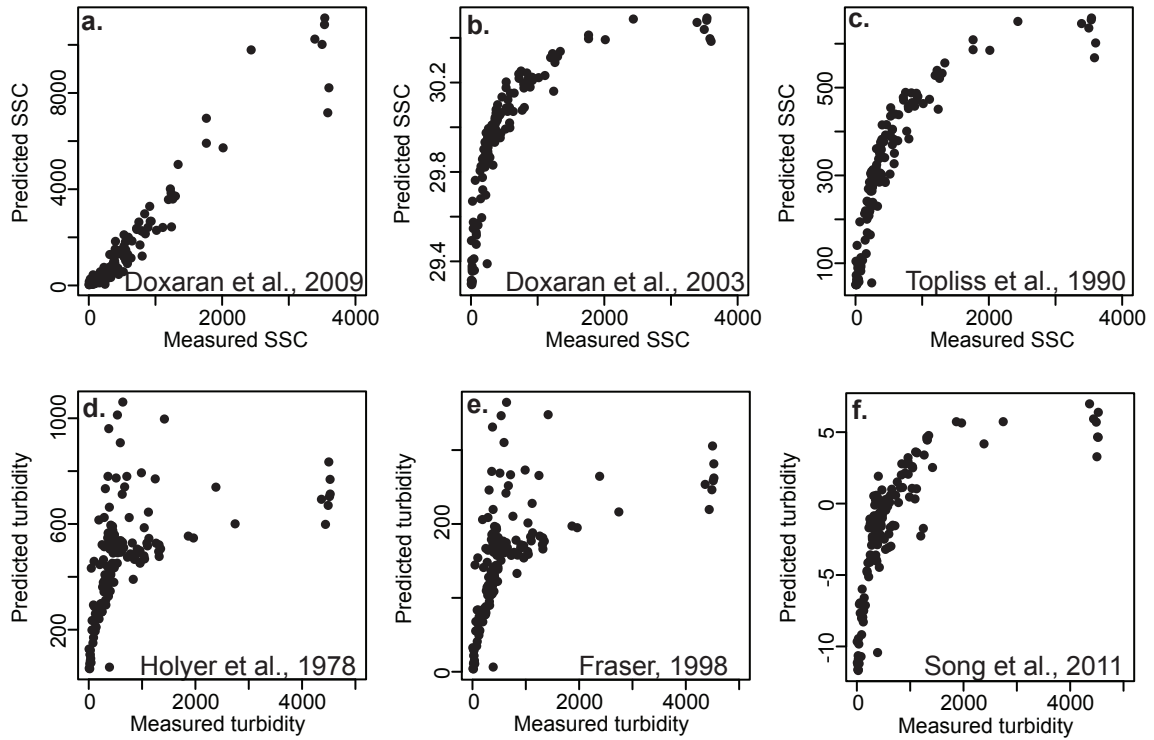 a.
Predicted SSC
8000
4000
0
Doxaran et al., 2009
0 2000 4000
Measured SSC
b.
Predicted SSC
30.2
29.8
29.4
Doxaran et al., 2003
0 2000 4000
Measured SSC
c.
Predicted SSC
500
300
100
Topliss et al., 1990
0 2000 4000
Measured SSC
d.
Predicted turbidity
1000
600
200
Holyer et al., 1978
0 2000 4000
Measured turbidity
e.
Predicted turbidity
200
0
Fraser, 1998
0 2000 4000
Measured turbidity
f.
Predicted turbidity
5
0
-5
-10
Song et al., 2011
0 2000 4000
Measured turbidity